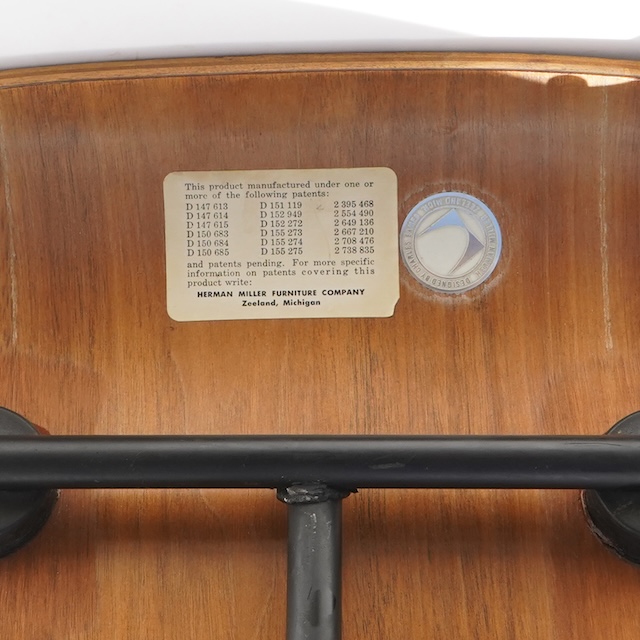 This product manufactured under one or
more of the following patents:
D 147 613 D 151 119 2 395 468
D 147 614 D 152 949 2 554 490
D 147 615 D 152 272 2 649 136
D 150 683 D 155 273 2 667 210
D 150 684 D 155 274 2 708 476
D 150 685 D 155 275 2 738 835
and patents pending. For more specific
information on patents covering this
product write:
HERMAN MILLER FURNITURE COMPANY
Zeeland, Michigan
DESIGNED BY CHARLES